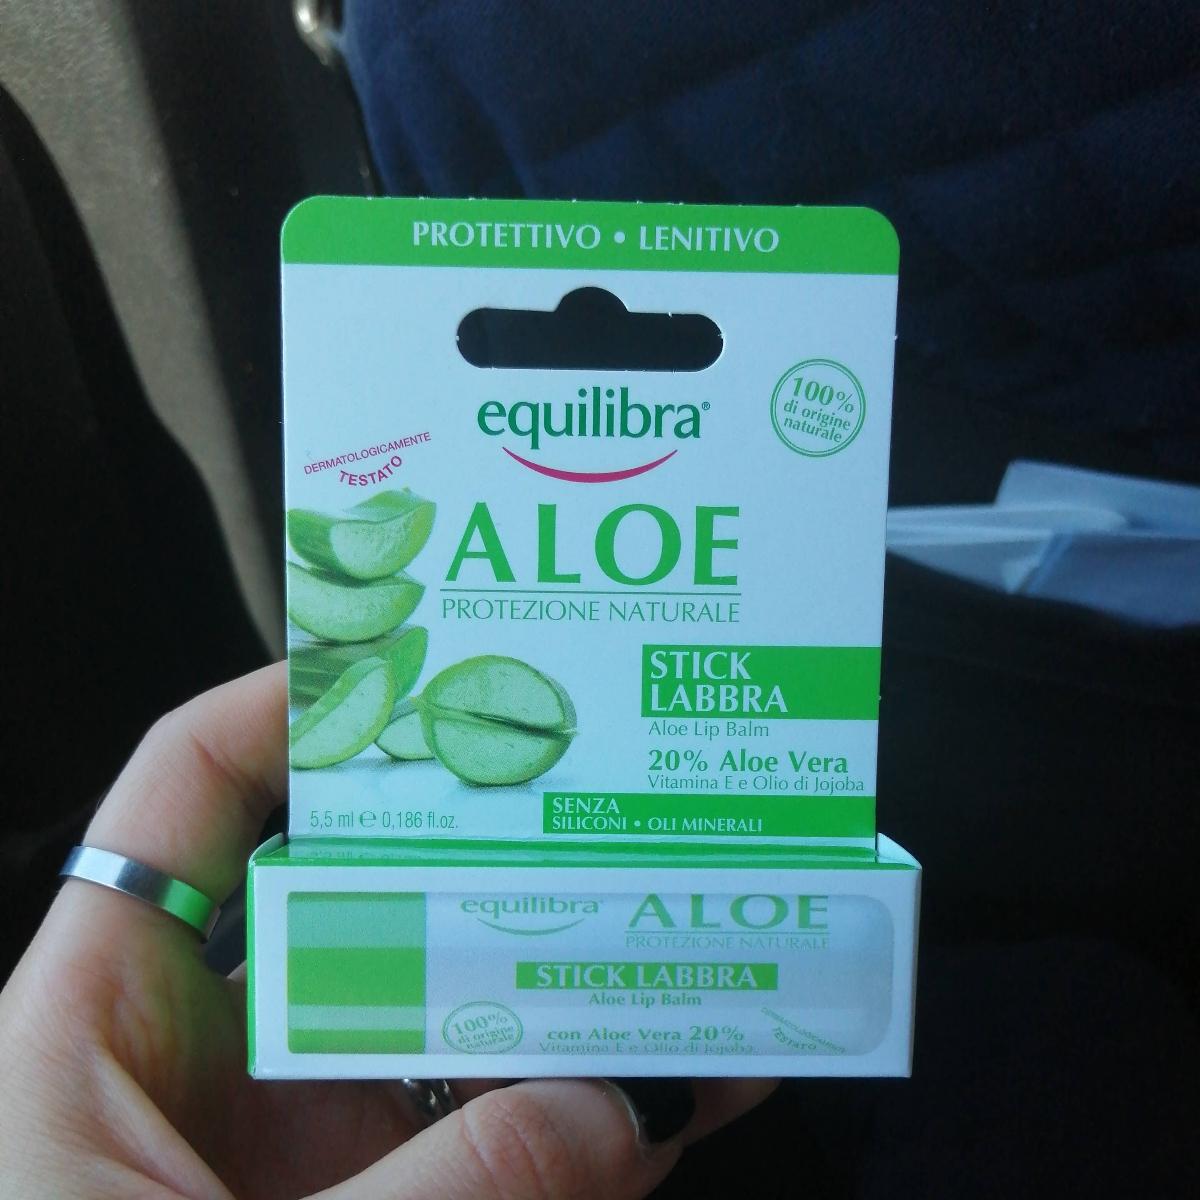 PROTETTIVO • LENITIVO
equilibra®
100%
di origine
naturale
DERMATOLOGICAMENTE
TESTATO
ALOE
PROTEZIONE NATURALE
STICK
LABBRA
Aloe Lip Balm
20% Aloe Vera
Vitamina E e Olio di Jojoba
5,5 ml ℮ 0,186 fl.oz.
SENZA
SILICONI • OLI MINERALI
equilibra®
ALOE
PROTEZIONE NATURALE
STICK LABBRA
Aloe Lip Balm
100%
di origine
naturale
con Aloe Vera 20%
Vitamina E e Olio di Jojoba
DERMATOLOGICAMENTE
TESTATO